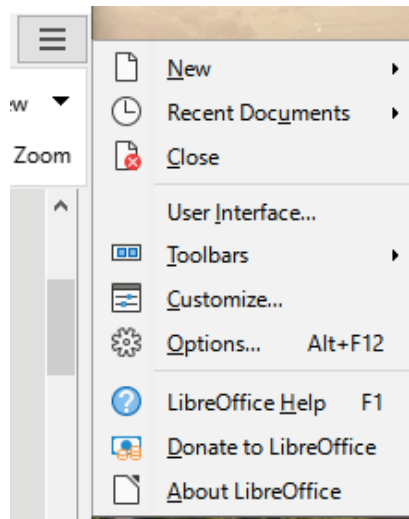 New
Recent Documents
Zoom
Close
User Interface...
Toolbars
Customize...
Options... Alt+F12
LibreOffice Help F1
Donate to LibreOffice
About LibreOffice